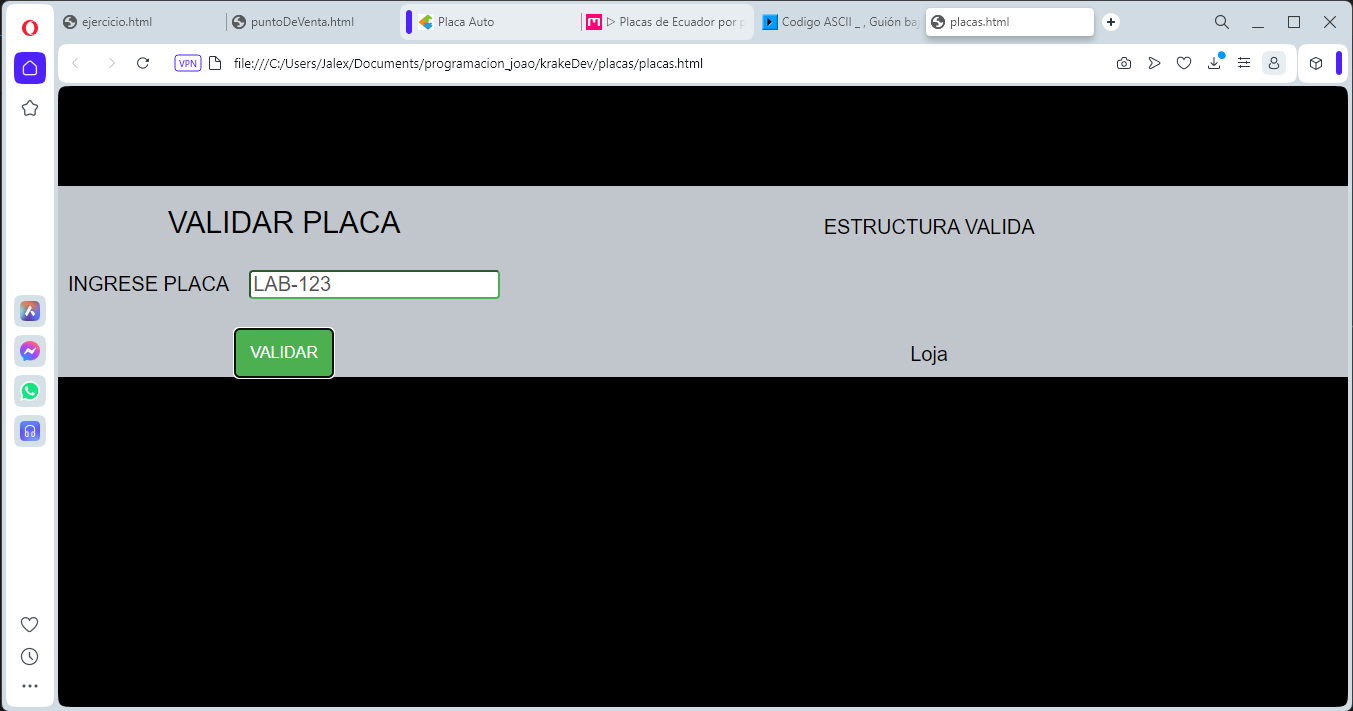 ejercicio.html
puntoDeVenta.html
Placa Auto
▷ Placas de Ecuador por p
Codigo ASCII _ , Guión baj
placas.html
VPN
file:///C:/Users/Jalex/Documents/programacion_joao/krakeDev/placas/placas.html
VALIDAR PLACA
ESTRUCTURA VALIDA
INGRESE PLACA
LAB-123
VALIDAR
Loja